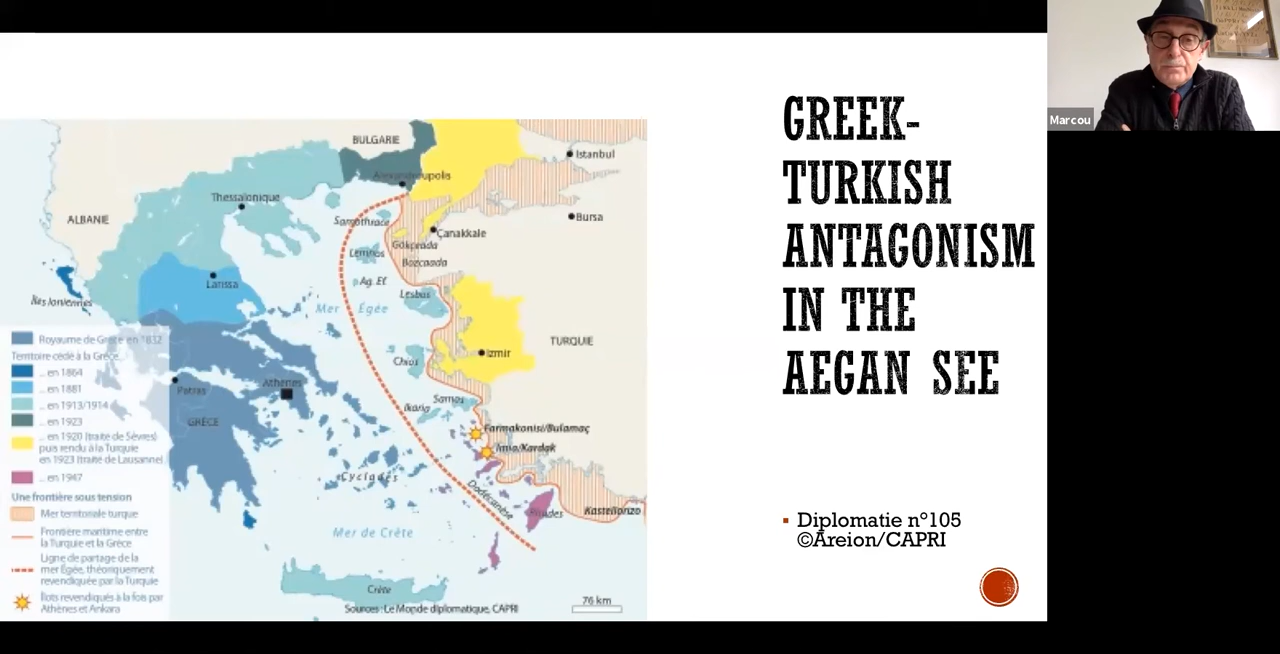 GREEK-
TURKISH
ANTAGONISM
IN THE
AEGAN SEE
Diplomatie n°105
©Areion/CAPRI
Marcou
BULGARIE
Istanbul
Alexandroupolis
Thessalonique
ALBANIE
Samothrace
Bursa
Çanakkale
Gökçeada
Lemnos
Bozcaada
Larissa
Ag. Ef.
Lesbos
Îles Ioniennes
Mer Égée
TURQUIE
Izmir
Chios
Athènes
Patras
Samos
Ikaria
GRÈCE
Farmakonisi/Bulamaç
Imia/Kardak
Cyclades
Dodécanèse
Kastellorizo
Mer de Crète
Crète
Sources : Le Monde diplomatique, CAPRI
76 km
Royaume de Grèce en 1832
Territoire cédé à la Grèce...
... en 1864
... en 1881
... en 1913/1914
... en 1923
... en 1920 (traité de Sèvres)
puis rendu à la Turquie
en 1923 (traité de Lausanne)
... en 1947
Une frontière sous tension
Mer territoriale turque
Frontière maritime entre
la Turquie et la Grèce
Ligne de partage de la
mer Égée, théoriquement
revendiquée par la Turquie
Îlots revendiqués à la fois par
Athènes et Ankara